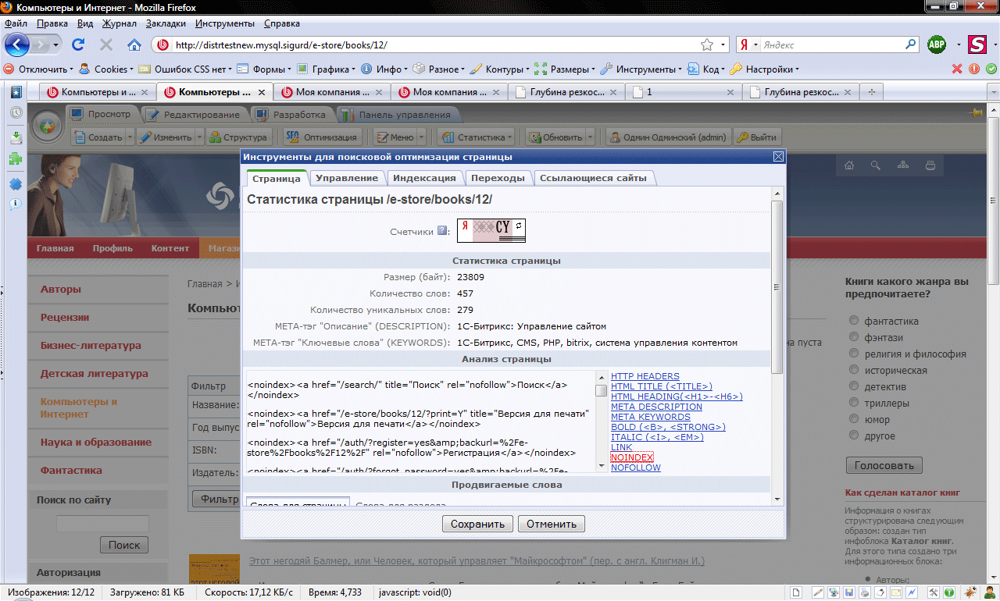 Компьютеры и Интернет - Mozilla Firefox
Файл Правка Вид Журнал Закладки Инструменты Справка
http://distrtestnew.mysql.sigurd/e-store/books/12/
Я Яндекс
ABP S
Отключить Cookies Ошибок CSS нет Формы Графика Инфо Разное Контуры Размеры Инструменты Код Настройки
Компьютеры и ... Компьютеры ... Моя компания ... Моя компания ... Глубина резкос... 1 Глубина резкос...
Просмотр Редактирование Разработка Панель управления
Создать Изменить Структура SEO Оптимизация Меню Статистика Обновить Одмин Одминский (admin) Выйти
Инструменты для поисковой оптимизации страницы
Страница Управление Индексация Переходы Ссылающиеся сайты
Статистика страницы /e-store/books/12/
Счетчики ?: Я CY
Статистика страницы
Размер (байт): 23809
Количество слов: 457
Количество уникальных слов: 279
META-тэг "Описание" (DESCRIPTION): 1С-Битрикс: Управление сайтом
META-тэг "Ключевые слова" (KEYWORDS): 1С-Битрикс, CMS, PHP, bitrix, система управления контентом
Анализ страницы
<noindex><a href="/search/" title="Поиск" rel="nofollow">Поиск</a>
</noindex>
<noindex><a href="/e-store/books/12/?print=Y" title="Версия для печати"
rel="nofollow">Версия для печати</a></noindex>
<noindex><a href="/auth/?register=yes&amp;backurl=%2Fe-
store%2Fbooks%2F12%2F" rel="nofollow">Регистрация</a></noindex>
<noindex><a href="/auth/?forgot_password=yes&amp;backurl=%2Fe-
HTTP HEADERS
HTML TITLE (<TITLE>)
HTML HEADING(<H1>-<H6>)
META DESCRIPTION
META KEYWORDS
BOLD (<B>, <STRONG>)
ITALIC (<I>, <EM>)
LINK
NOINDEX
NOFOLLOW
Продвигаемые слова
Слова для страницы Слова для раздела
Сохранить Отменить
Главная Профиль Контент Магази
Авторы
Рецензии
Бизнес-литература
Детская литература
Компьютеры и
Интернет
Наука и образование
Фантастика
Поиск по сайту
Поиск
Авторизация
Главная > И
Компьют
на пуста
Фильтр
Название:
Год выпус
ISBN:
Издатель:
Фильтр
Этот негодяй Балмер, или Человек, который управляет "Майкрософтом" (пер. с англ. Клигман И.)
Книги какого жанра вы
предпочитаете?
фантастика
фэнтази
религия и философия
историческая
детектив
триллеры
юмор
другое
Голосовать
Как сделан каталог книг
Информация о книгах
структурирована следующим
образом: создан тип
инфоблока Каталог книг.
Для этого типа создано три
информационных блока:
Авторы;
Изображения: 12/12 Загружено: 81 КБ Скорость: 17,12 КБ/с Время: 4,733 javascript: void(0)